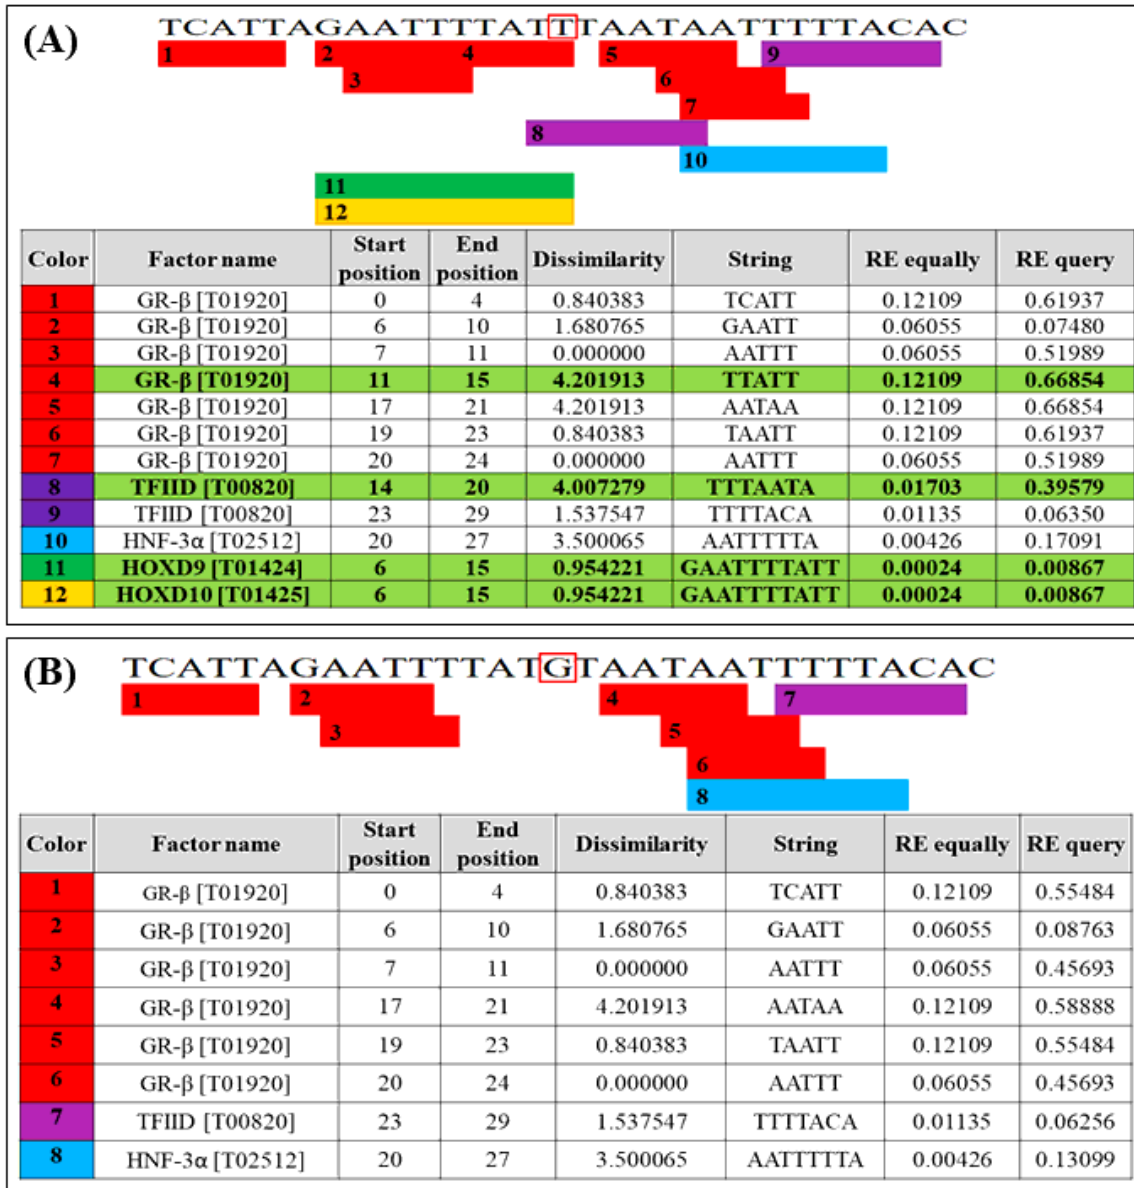 (A)
TCATTAGAATTTTATTTAATAATTTTTACAC
1 2 4 5 9
3 6
7
8
10
11
12
Color Factor name Start position End position Dissimilarity String RE equally RE query
1 GR-β [T01920] 0 4 0.840383 TCATT 0.12109 0.61937
2 GR-β [T01920] 6 10 1.680765 GAATT 0.06055 0.07480
3 GR-β [T01920] 7 11 0.000000 AATTT 0.06055 0.51989
4 GR-β [T01920] 11 15 4.201913 TTATT 0.12109 0.66854
5 GR-β [T01920] 17 21 4.201913 AATAA 0.12109 0.66854
6 GR-β [T01920] 19 23 0.840383 TAATT 0.12109 0.61937
7 GR-β [T01920] 20 24 0.000000 AATTT 0.06055 0.51989
8 TFIID [T00820] 14 20 4.007279 TTTAATA 0.01703 0.39579
9 TFIID [T00820] 23 29 1.537547 TTTTACA 0.01135 0.06350
10 HNF-3α [T02512] 20 27 3.500065 AATTTTTA 0.00426 0.17091
11 HOXD9 [T01424] 6 15 0.954221 GAATTTTATT 0.00024 0.00867
12 HOXD10 [T01425] 6 15 0.954221 GAATTTTATT 0.00024 0.00867
(B)
TCATTAGAATTTTATGTAATAATTTTTACAC
1 2 4 7
3 5
6
8
Color Factor name Start position End position Dissimilarity String RE equally RE query
1 GR-β [T01920] 0 4 0.840383 TCATT 0.12109 0.55484
2 GR-β [T01920] 6 10 1.680765 GAATT 0.06055 0.08763
3 GR-β [T01920] 7 11 0.000000 AATTT 0.06055 0.45693
4 GR-β [T01920] 17 21 4.201913 AATAA 0.12109 0.58888
5 GR-β [T01920] 19 23 0.840383 TAATT 0.12109 0.55484
6 GR-β [T01920] 20 24 0.000000 AATTT 0.06055 0.45693
7 TFIID [T00820] 23 29 1.537547 TTTTACA 0.01135 0.06256
8 HNF-3α [T02512] 20 27 3.500065 AATTTTTA 0.00426 0.13099